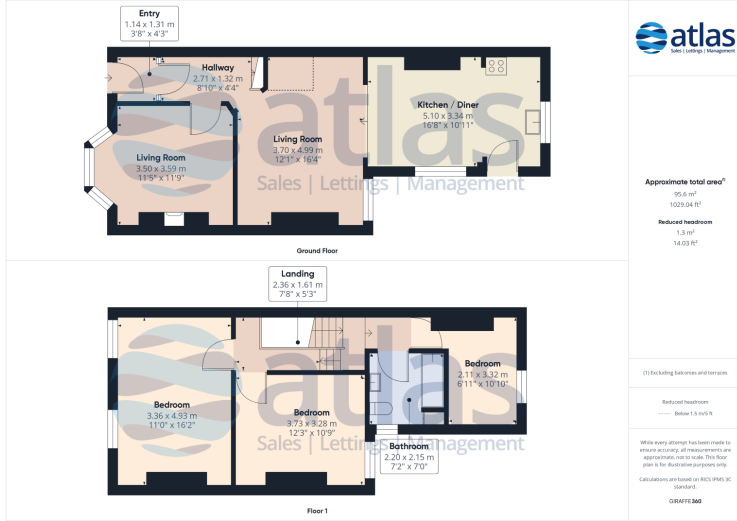 Entry
1.14 x 1.31 m
3'8" x 4'3"
Hallway
2.71 x 1.32 m
8'10" x 4'4"
Living Room
3.50 x 3.59 m
11'5" x 11'9"
Living Room
3.70 x 4.99 m
12'1" x 16'4"
Kitchen / Diner
5.10 x 3.34 m
16'8" x 10'11"
atlas
Sales | Lettings | Management
Ground Floor
Landing
2.36 x 1.61 m
7'8" x 5'3"
Bedroom
3.36 x 4.93 m
11'0" x 16'2"
Bedroom
3.73 x 3.28 m
12'3" x 10'9"
Bedroom
2.11 x 3.32 m
6'11" x 10'10"
Bathroom
2.20 x 2.15 m
7'2" x 7'0"
atlas
Sales | Lettings | Management
Floor 1
atlas
Sales | Lettings | Management
Approximate total area(1)
95.6 m²
1029.04 ft²
Reduced headroom
1.3 m²
14.03 ft²
(1) Excluding balconies and terraces
Reduced headroom
Below 1.5 m/5 ft
While every attempt has been made to
ensure accuracy, all measurements are
approximate, not to scale. This floor
plan is for illustrative purposes only.
Calculations are based on RICS IPMS 3C
standard.
GIRAFFE360